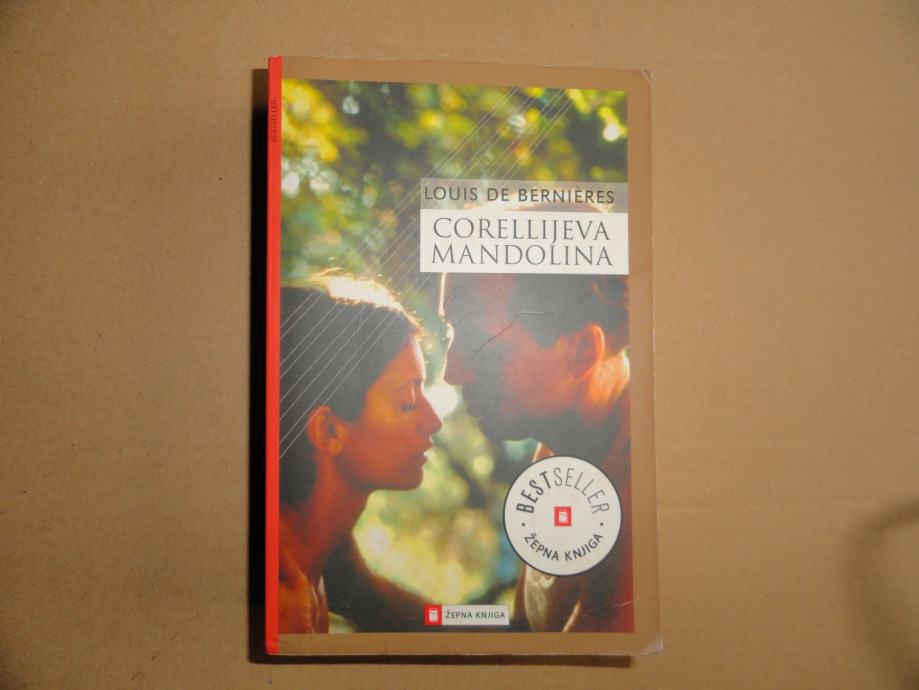 BESTSELLER
LOUIS DE BERNIÈRES
CORELLIJEVA
MANDOLINA
BESTSELLER
ŽEPNA KNJIGA
ŽEPNA KNJIGA